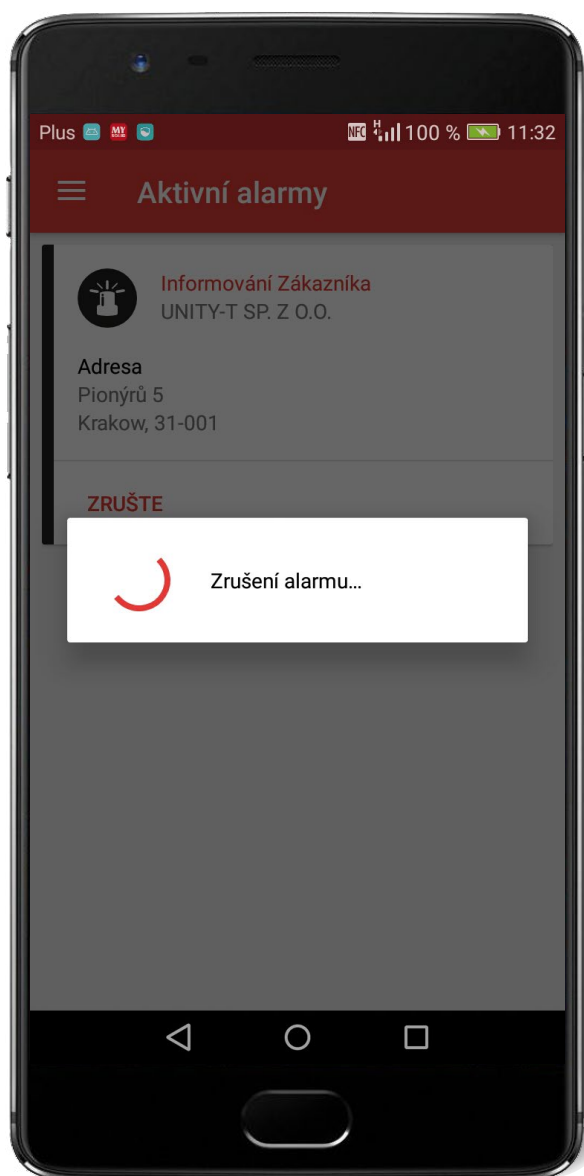 Plus MY NFC H 100 % 11:32
Aktivní alarmy
Informování Zákazníka
UNITY-T SP. Z O.O.
Adresa
Pionýrů 5
Krakow, 31-001
ZRUŠTE
Zrušení alarmu...